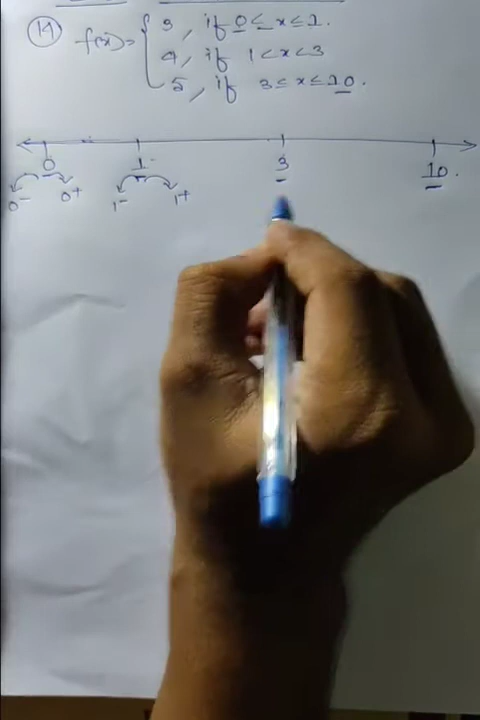 (14) f(x) = { 3, if 0 ≤ x ≤ 1.
4, if 1 < x < 3
5, if 3 ≤ x ≤ 10.
0 1 3 10.
0⁻ 0⁺ 1⁻ 1⁺